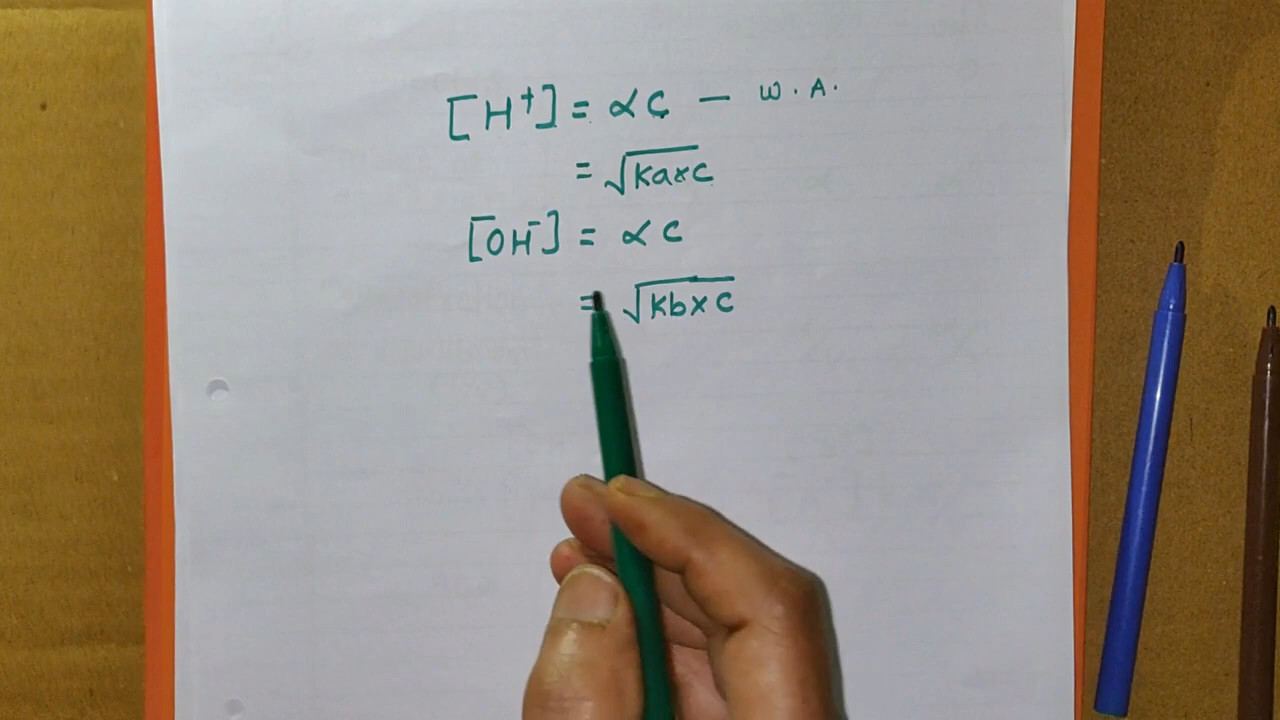 [H⁺] = αC — W.A.
= √ka×C
[OH⁻] = αC
= √kb×C